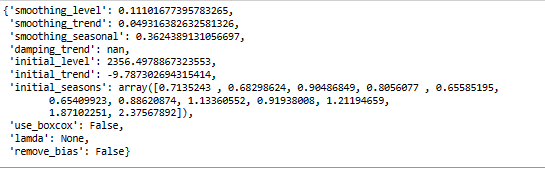 {'smoothing_level': 0.11101677395783265,
'smoothing_trend': 0.049316382632581326,
'smoothing_seasonal': 0.3624389131056697,
'damping_trend': nan,
'initial_level': 2356.4978867323553,
'initial_trend': -9.787302694315414,
'initial_seasons': array([0.7135243 , 0.68298624, 0.90486849, 0.8056077 , 0.65585195,
0.65409923, 0.88620874, 1.13360552, 0.91938008, 1.21194659,
1.87102251, 2.37567892]),
'use_boxcox': False,
'lamda': None,
'remove_bias': False}